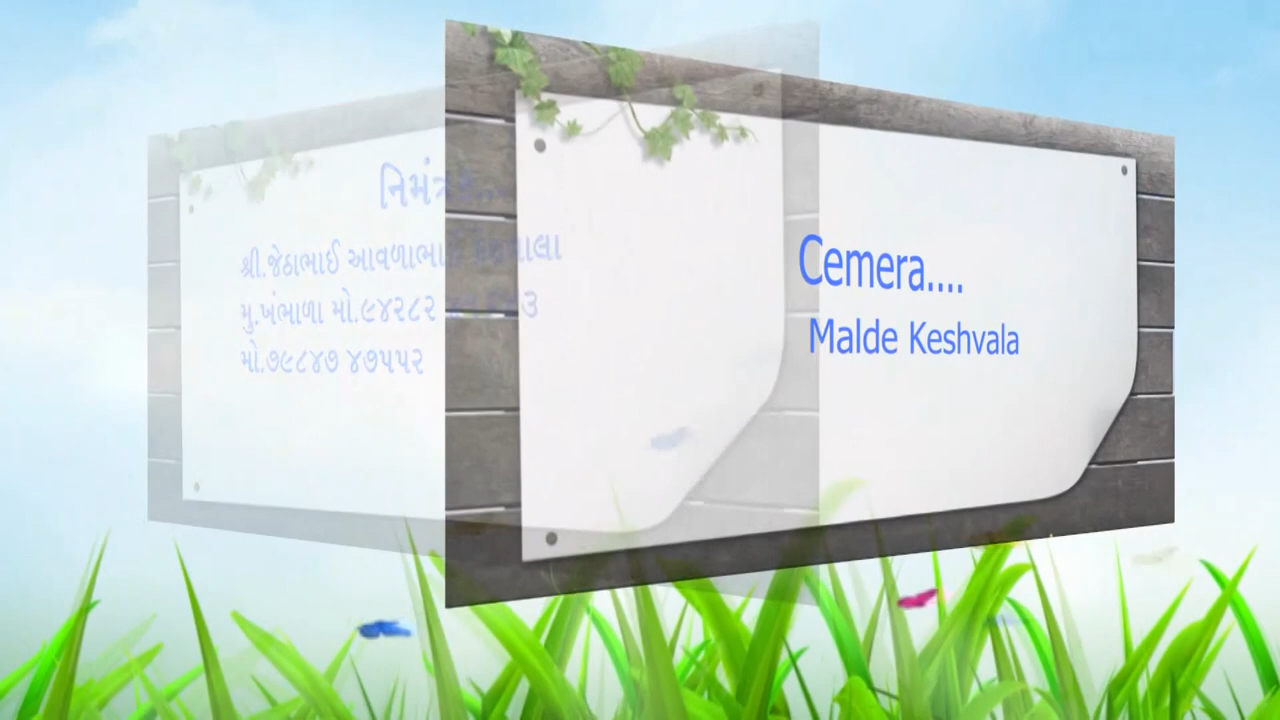 નિમંત્રક...
શ્રી.જેઠાભાઈ આવળાભાઈ
મુ.ખંભાળા મો.૯૪૨૮૨
મો.૭૯૮૪૭ ૪૭૫૫૨
Cemera....
Malde Keshvala